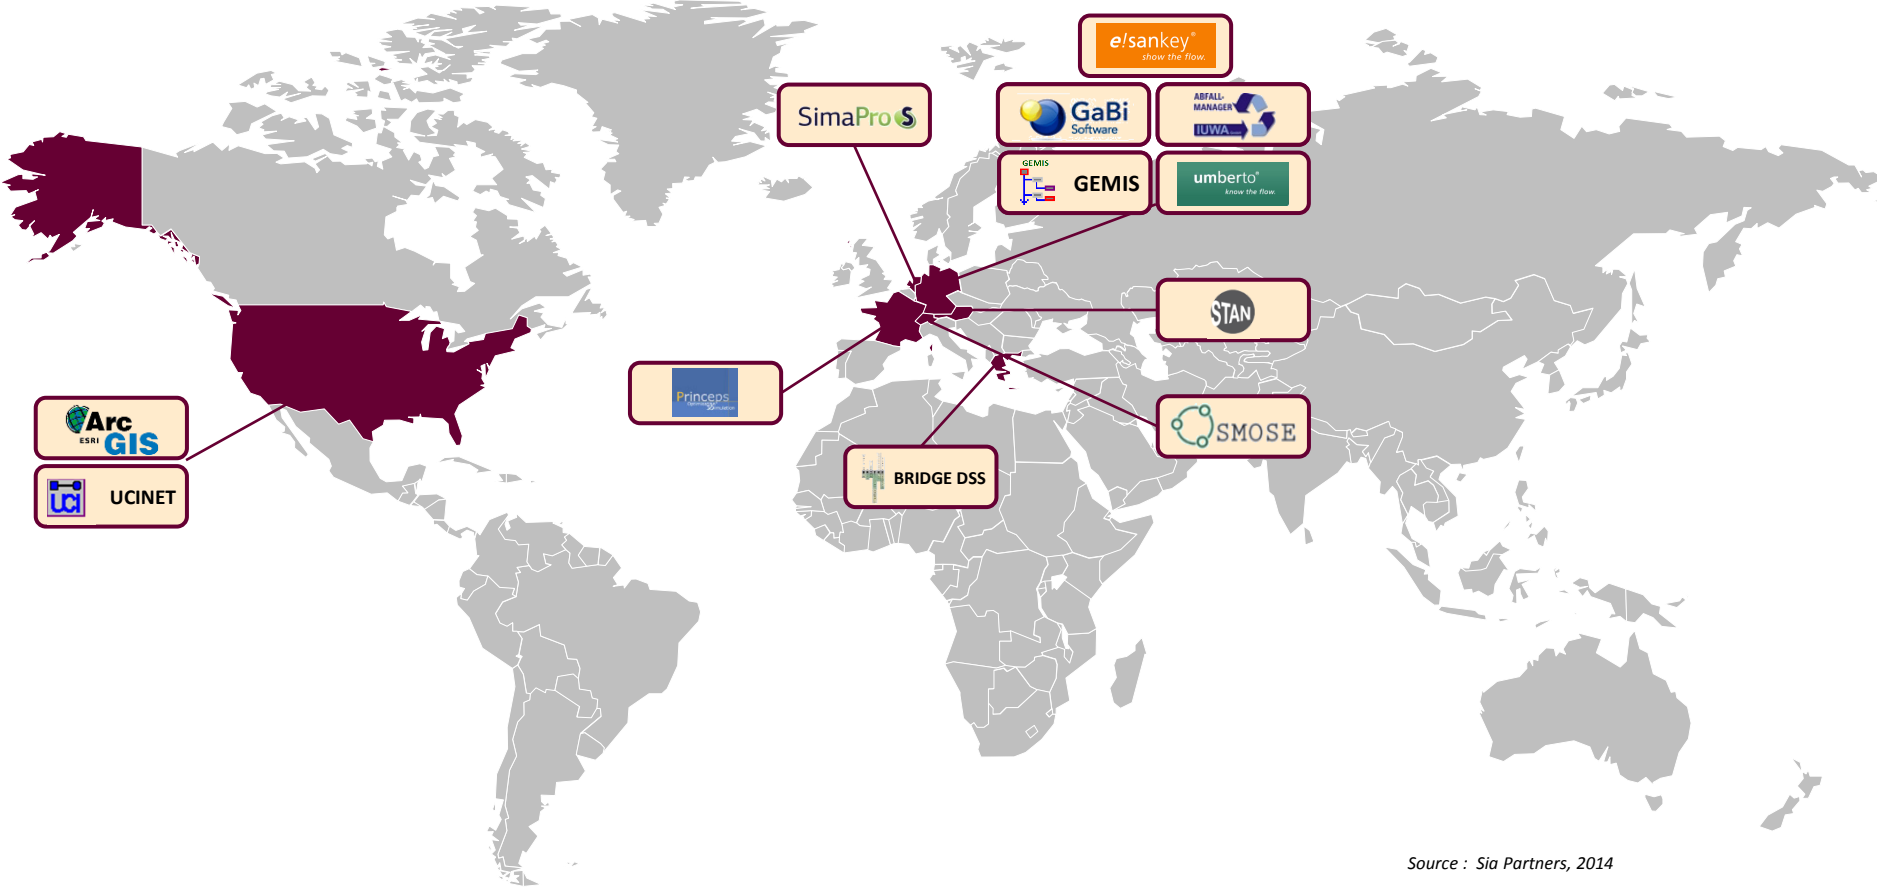 e!sankey®
show the flow.
SimaPro S
GaBi
Software
ABFALL-
MANAGER
IUWA
GEMIS
GEMIS
umberto®
know the flow.
STAN
Princeps
Arc
ESRI GIS
SMOSE
BRIDGE DSS
UCI
UCINET
Source : Sia Partners, 2014